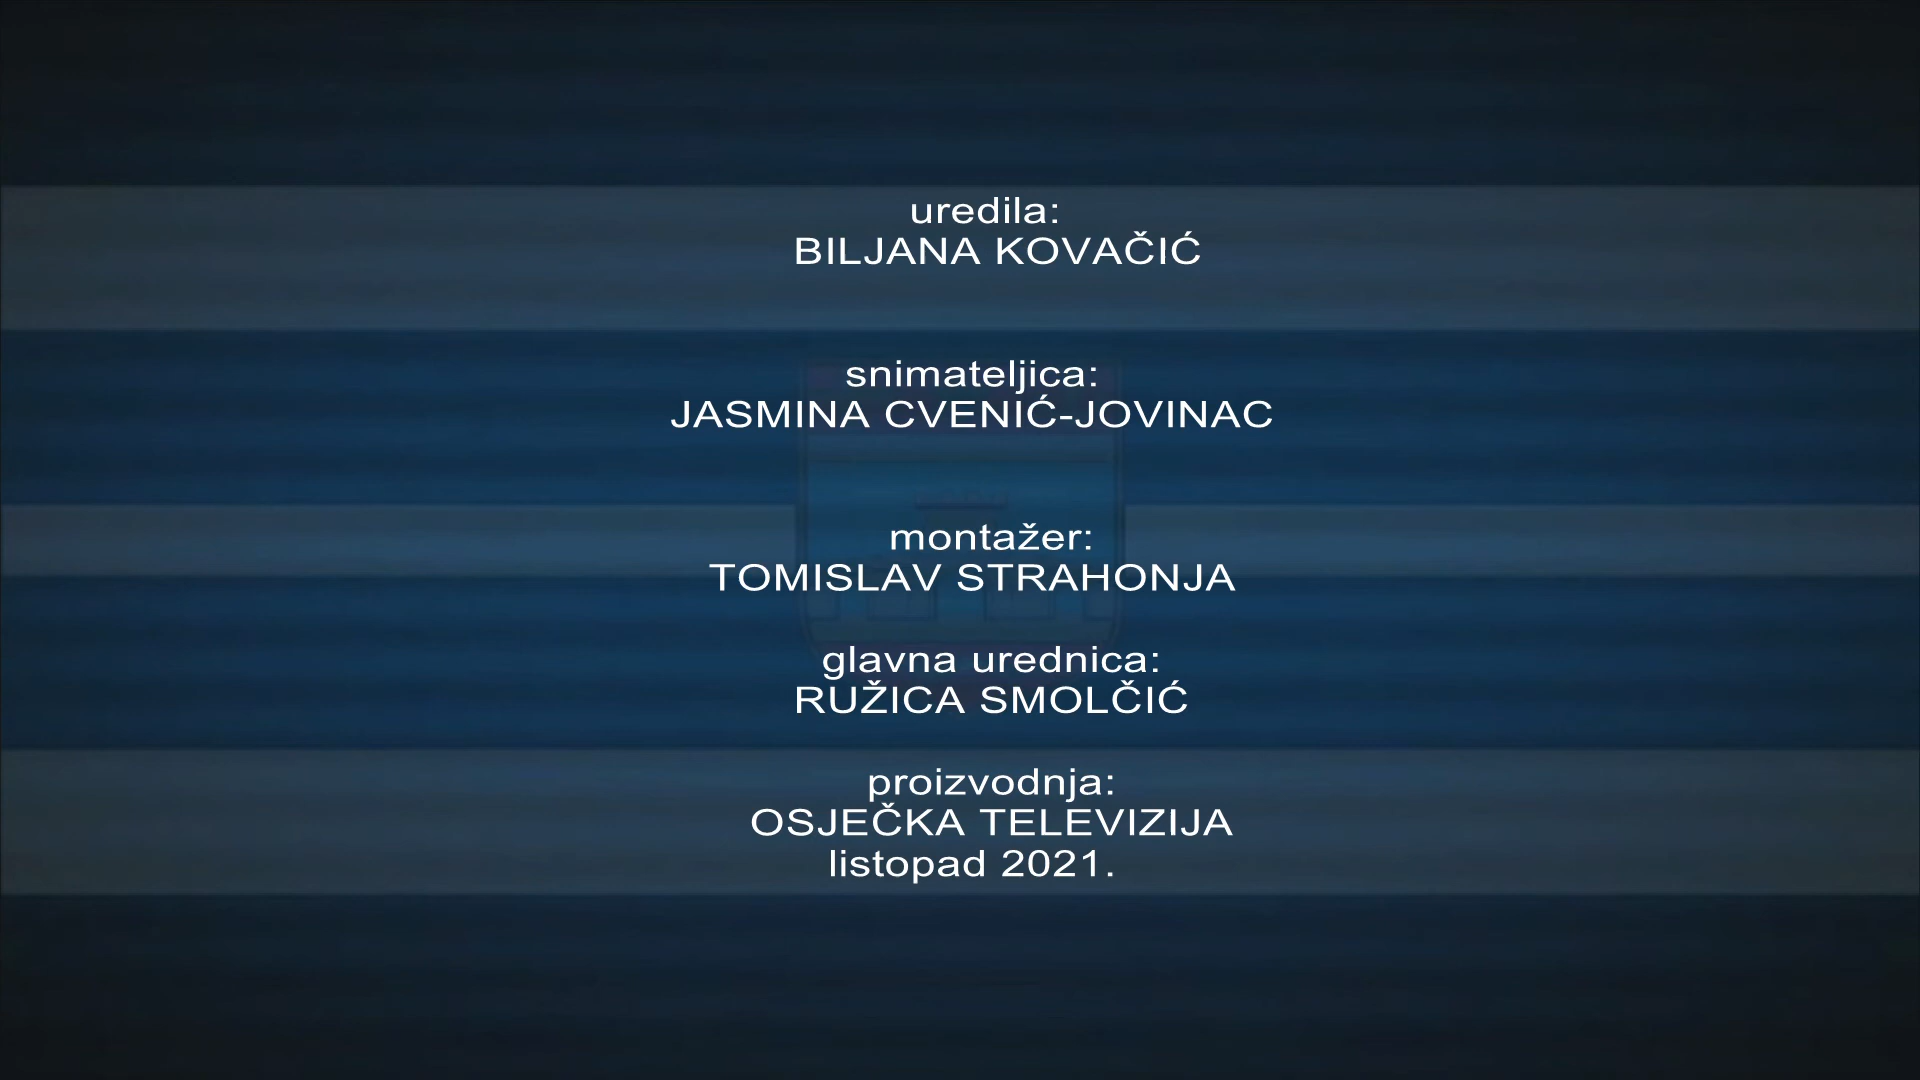 uredila:
BILJANA KOVAČIĆ
snimateljica:
JASMINA CVENIĆ-JOVINAC
montažer:
TOMISLAV STRAHONJA
glavna urednica:
RUŽICA SMOLČIĆ
proizvodnja:
OSJEČKA TELEVIZIJA
listopad 2021.